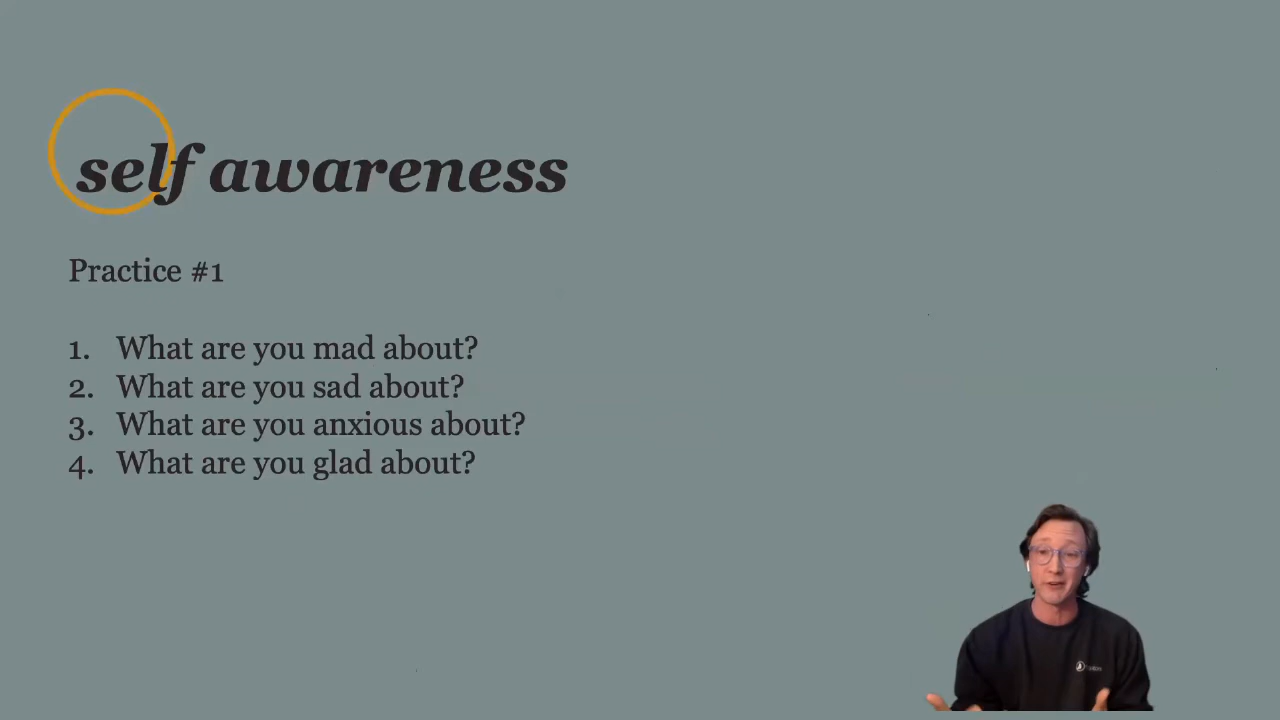 self awareness
Practice #1
1. What are you mad about?
2. What are you sad about?
3. What are you anxious about?
4. What are you glad about?